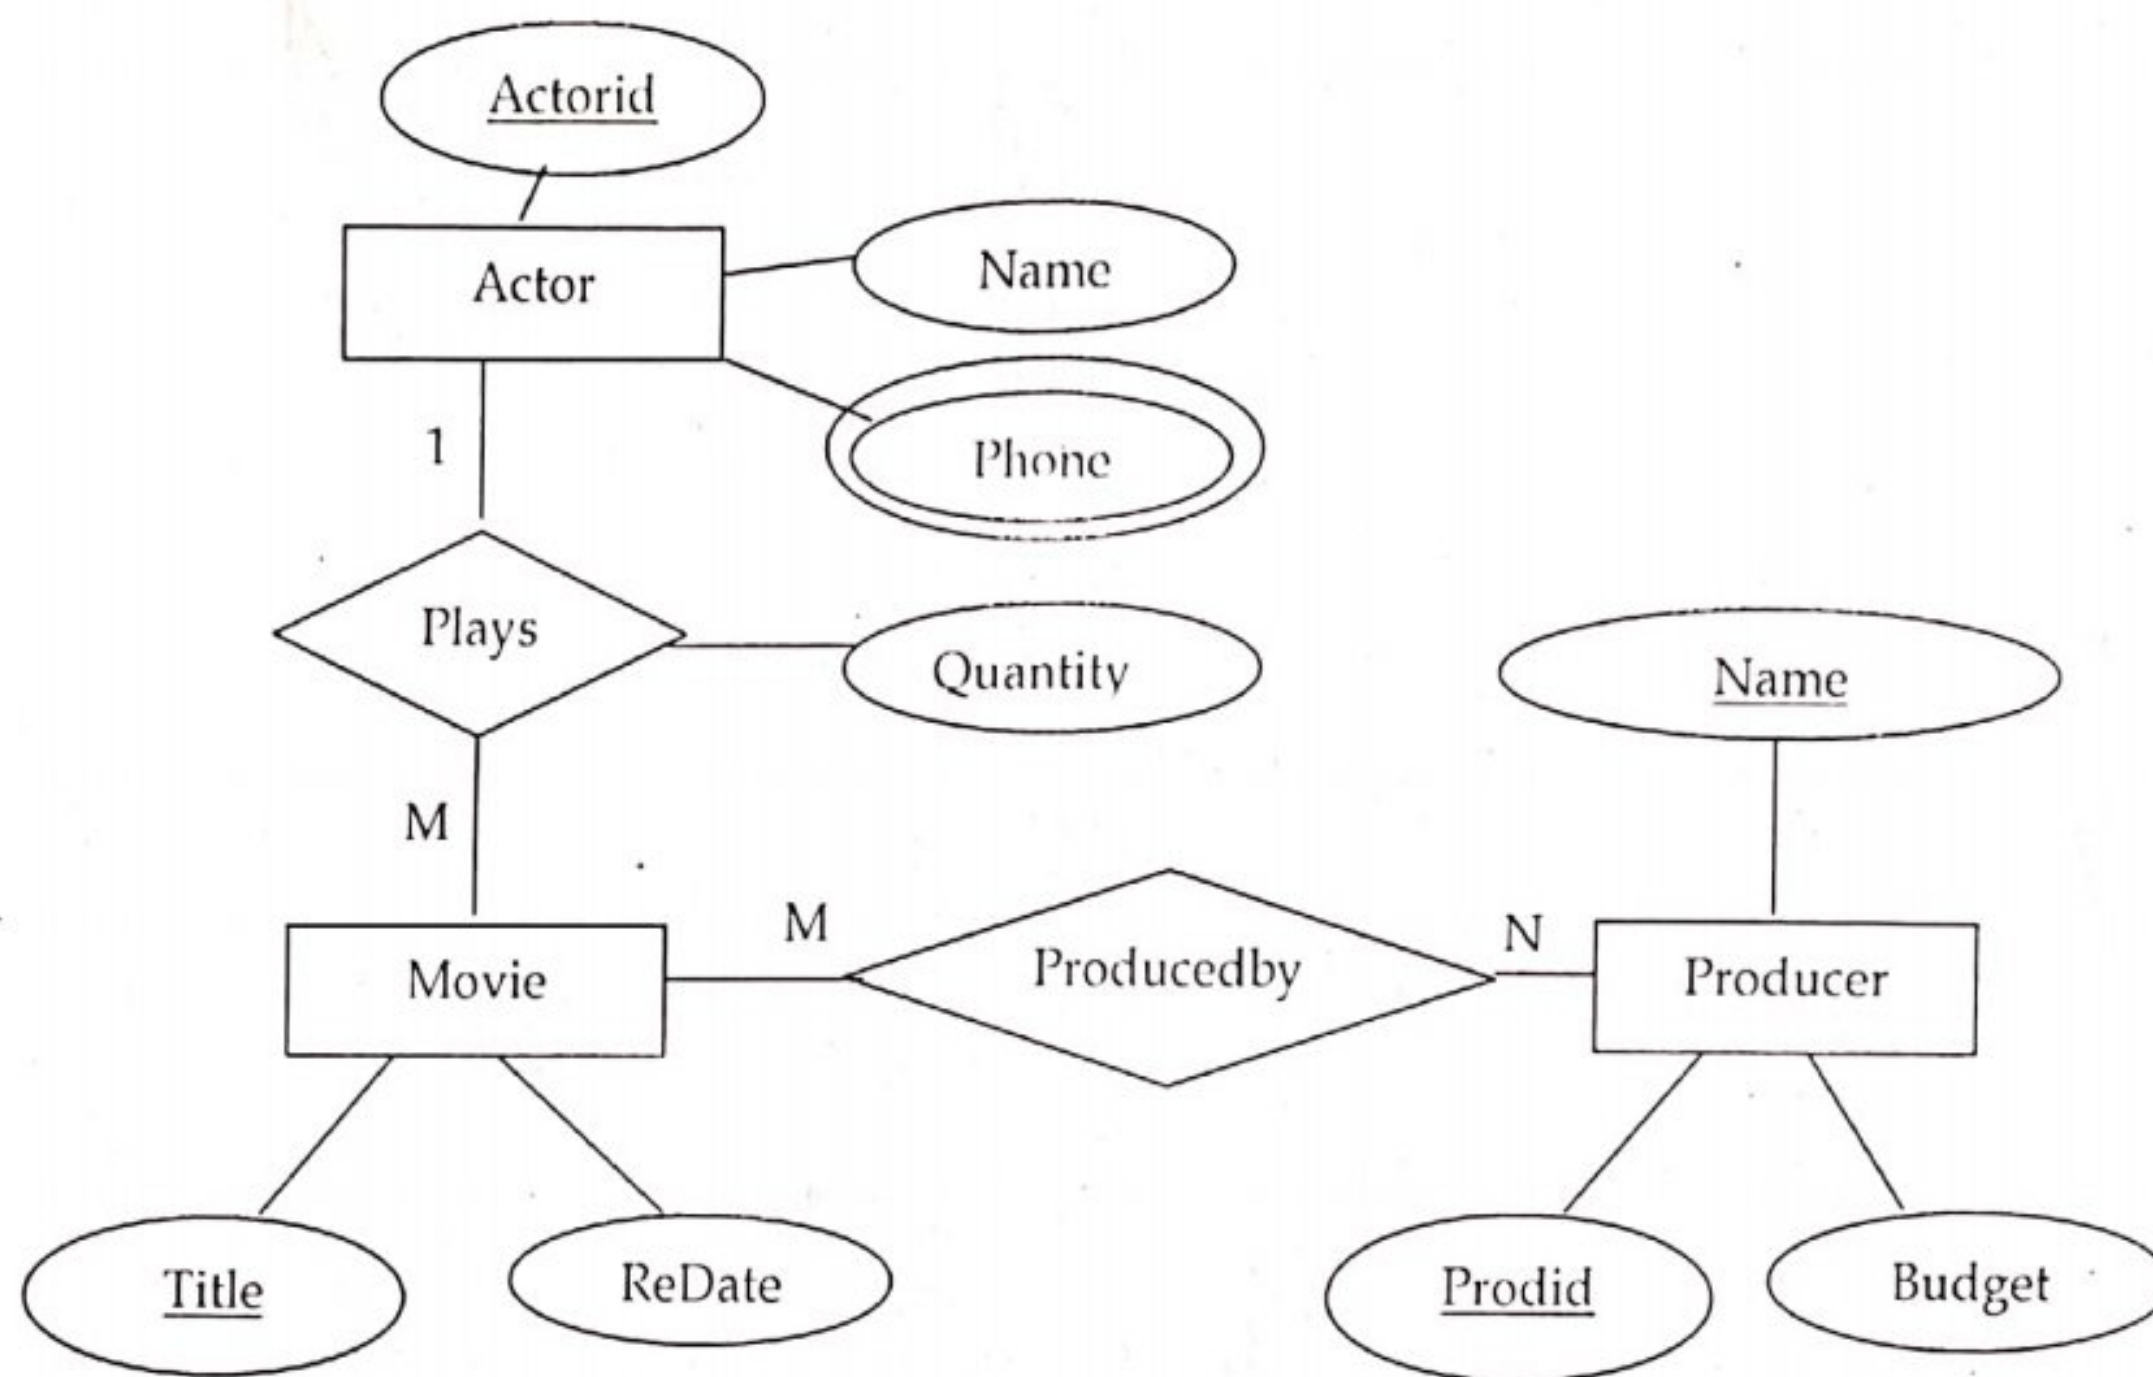 Actorid
Actor
Name
Phone
1
Plays
Quantity
Name
M
Movie
M
Producedby
N
Producer
Title
ReDate
Prodid
Budget